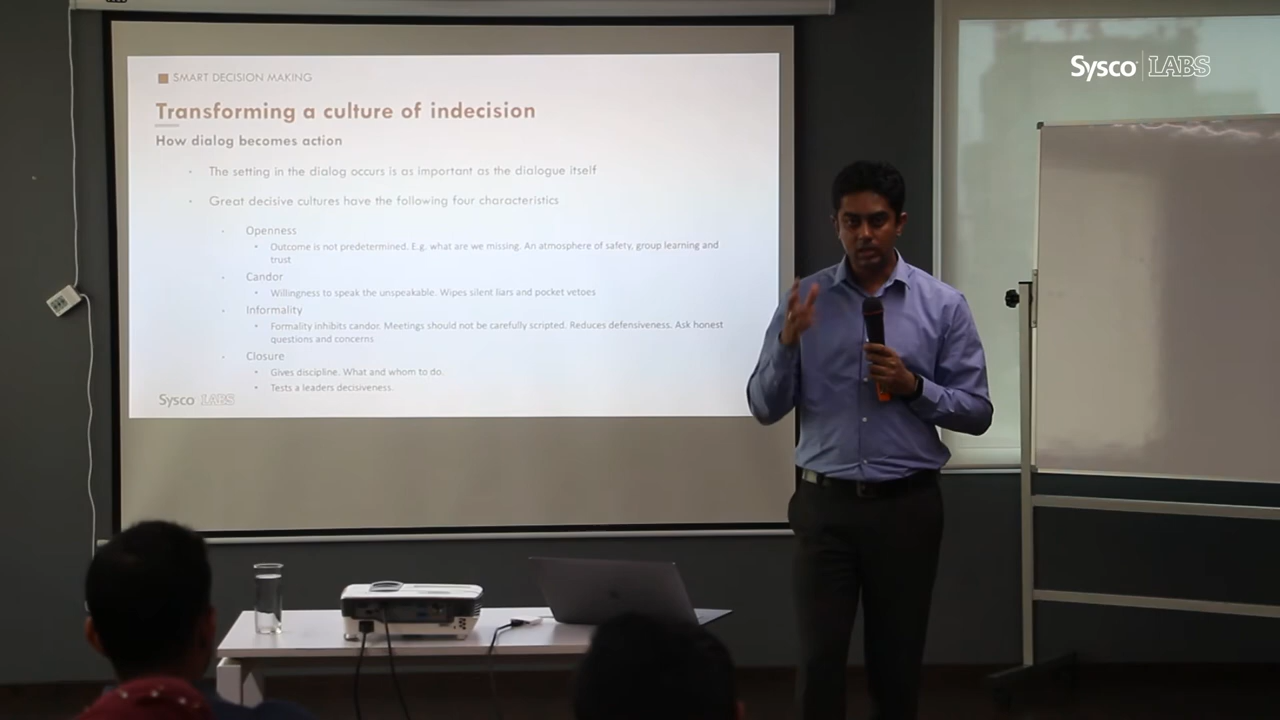 Sysco LABS
SMART DECISION MAKING
Transforming a culture of indecision
How dialog becomes action
• The setting in the dialog occurs is as important as the dialogue itself
• Great decisive cultures have the following four characteristics
• Openness
• Outcome is not predetermined. E.g. what are we missing. An atmosphere of safety, group learning and
trust
• Candor
• Willingness to speak the unspeakable. Wipes silent liars and pocket vetoes
• Informality
• Formality inhibits candor. Meetings should not be carefully scripted. Reduces defensiveness. Ask honest
questions and concerns
• Closure
• Gives discipline. What and whom to do.
• Tests a leaders decisiveness.
Sysco LABS